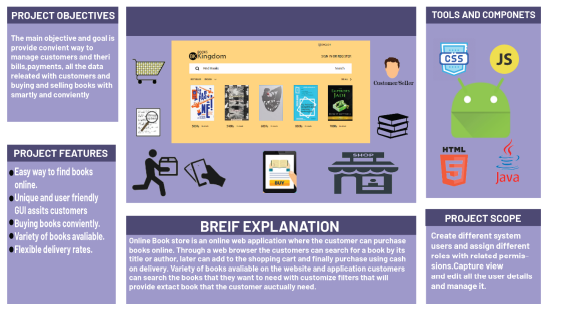 PROJECT OBJECTIVES
The main objective and goal is
provide convient way to
manage customers and theri
bills,payments, all the data
releated with customers and
buying and selling books with
smartly and conviently
PROJECT FEATURES
Easy way to find books
online.
Unique and user friendly
GUI assits customers
Buying books conviently.
Variety of books avaliable.
Flexible delivery rates.
Kingdom
Customer/Seller
BUY
SHOP
BREIF EXPLANATION
Online Book store is an online web application where the customer can purchase
books online. Through a web browser the customers can search for a book by its
title or author, later can add to the shopping cart and finally purchase using cash
on delivery. Variety of books avaliable on the website and application customers
can search the books that they want to need with customize filters that will
provide extact book that the customer auctually need.
TOOLS AND COMPONETS
CSS
JS
HTML
5
Java
PROJECT SCOPE
Create different system
users and assign different
roles with related permis-
sions.Capture view
and edit all the user details
and manage it.